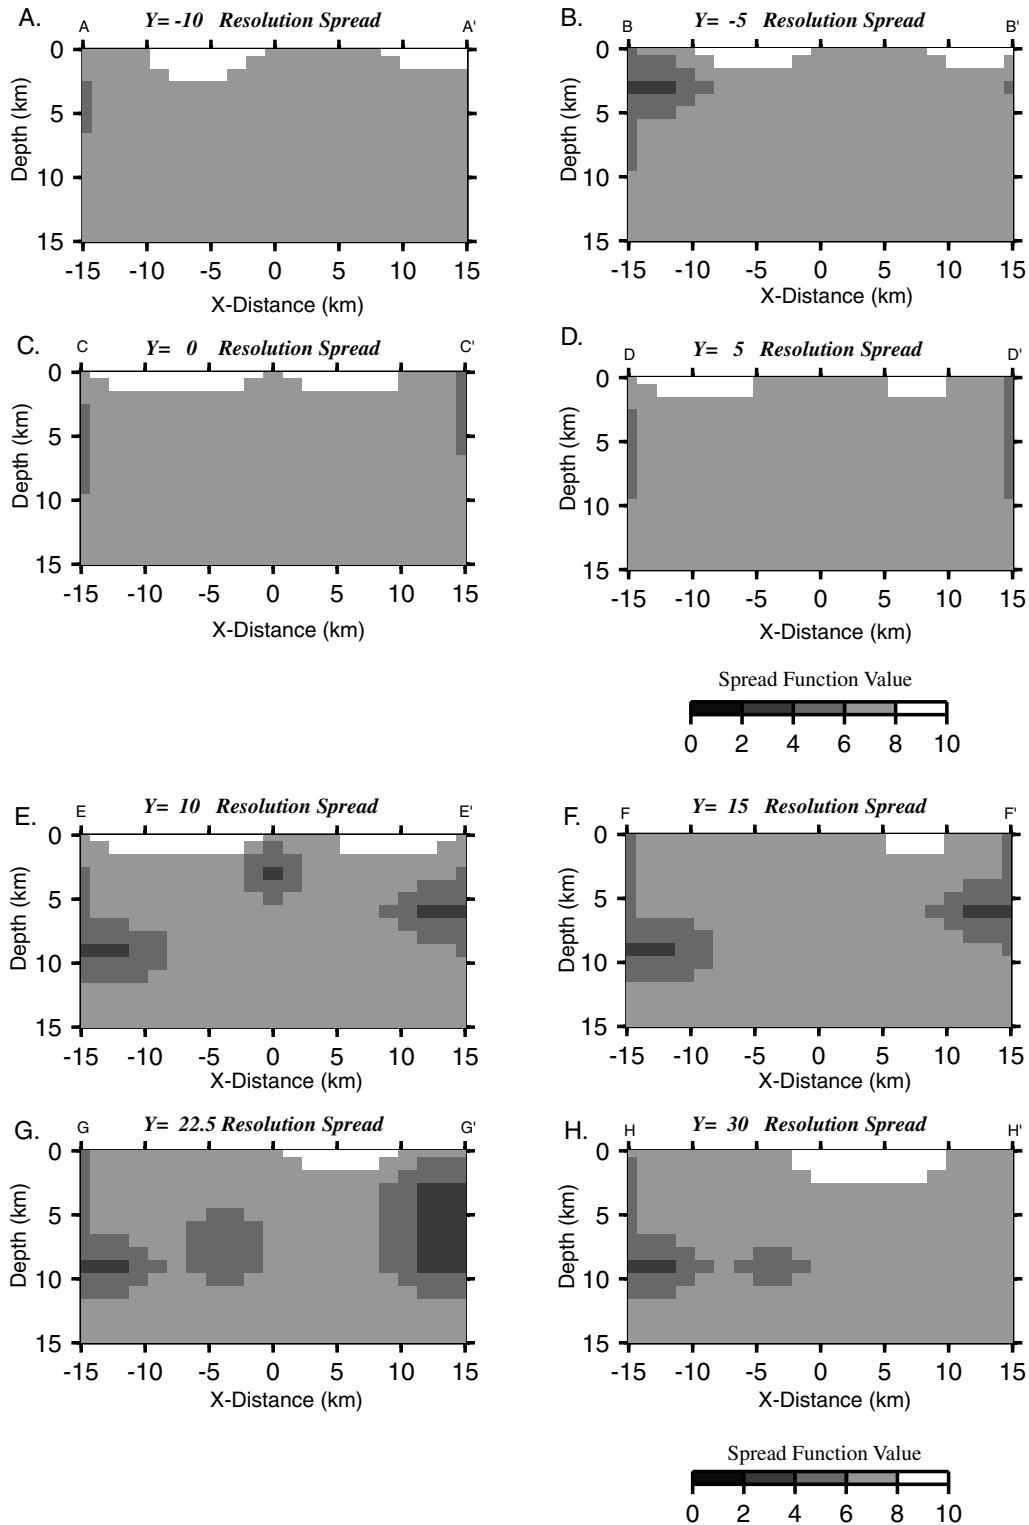 A.
A Y= -10 Resolution Spread A'
0
5
10
15
Depth (km)
-15 -10 -5 0 5 10 15
X-Distance (km)
B.
B Y= -5 Resolution Spread B'
0
5
10
15
Depth (km)
-15 -10 -5 0 5 10 15
X-Distance (km)
C.
C Y= 0 Resolution Spread C'
0
5
10
15
Depth (km)
-15 -10 -5 0 5 10 15
X-Distance (km)
D.
D Y= 5 Resolution Spread D'
0
5
10
15
Depth (km)
-15 -10 -5 0 5 10 15
X-Distance (km)
Spread Function Value
0 2 4 6 8 10
E.
E Y= 10 Resolution Spread E'
0
5
10
15
Depth (km)
-15 -10 -5 0 5 10 15
X-Distance (km)
F.
F Y= 15 Resolution Spread F'
0
5
10
15
Depth (km)
-15 -10 -5 0 5 10 15
X-Distance (km)
G.
G Y= 22.5 Resolution Spread G'
0
5
10
15
Depth (km)
-15 -10 -5 0 5 10 15
X-Distance (km)
H.
H Y= 30 Resolution Spread H'
0
5
10
15
Depth (km)
-15 -10 -5 0 5 10 15
X-Distance (km)
Spread Function Value
0 2 4 6 8 10